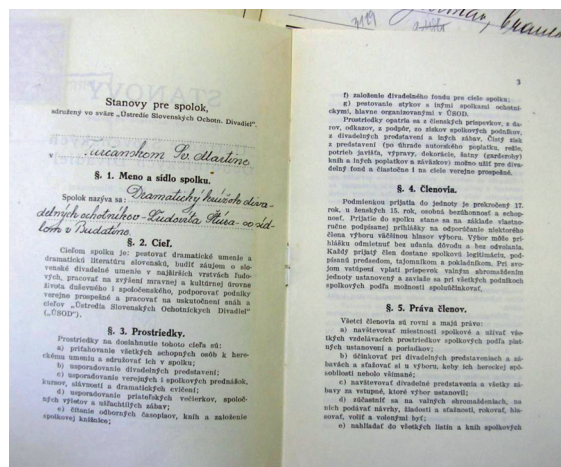 Stanovy pre spolok,
združený vo sväze „Ústredie Slovenských Ochotn. Divadiel".
v Turčianskom Sv. Martine
§. 1. Meno a sídlo spolku.
Spolok nazýva sa: Dramatický krúžok diva-
delných ochotníkov Ľudovíta Štúra so síd-
lom v Budatíne.
§. 2. Cieľ.
Cieľom spolku je: pestovať dramatické umenie a
dramatickú literatúru slovenskú, budiť záujem o slo-
venské divadelné umenie v najširších vrstvách ľudo-
vých, pracovať na zvýšení mravnej a kultúrnej úrovne
života duševného i spoločenského, podporovať podniky
verejne prospešné a pracovať na uskutočnení snáh a
cieľov „Ústredia Slovenských Ochotníckych Divadiel"
(„ÚSOD").
§. 3. Prostriedky.
Prostriedky na dosiahnutie tohoto cieľa sú:
a) priťahovanie všetkých schopných osôb k here-
ckému umeniu a združovať ich v spolku;
b) usporadovanie divadelných predstavení;
c) usporadovanie verejných i spolkových prednášok,
kurzov, slávností a dramatických cvičení;
d) usporadovanie priateľských večierkov, spoloč-
ných výletov a ušľachtilých zábav;
e) čítanie odborných časopisov, kníh a založenie
spolkovej knižnice;
3119
3
f) založenie divadelného fondu pre ciele spolku;
g) pestovanie stykov s inými spolkami ochotní-
ckymi, hlavne organizovanými v ÚSOD.
Prostriedky opatria sa z členských príspevkov, z da-
rov, odkazov, z podpôr, zo ziskov spolkových podnikov,
z divadelných predstavení a iných zábav. Čistý zisk
z predstavení (po úhrade autorského poplatku, režie,
potrieb javišťa, výpravy, dekorácie, šatny (garderoby)
kníh a iných poplatkov a záväzkov) možno užiť pre diva-
delný fond a čiastočne i na ciele verejne prospešné.
§. 4. Členovia.
Podmienkou prijatia do jednoty je prekročený 17.
rok, u ženských 15. rok, osobná bezúhonnosť a schop-
nosť. Prijatie do spolku stane sa na základe vlastno-
ručne podpísanej prihlášky na odporúčanie niektorého
člena výboru väčšinou hlasov výboru. Výbor môže pri-
hlášku odmietnuť bez udania dôvodu a bez odvolania.
Každý prijatý člen dostane spolkovú legitimáciu, pod-
písanú predsedom, tajomníkom a pokladníkom. Pri svo-
jom vstúpení vplatí príspevek valným shromaždením
jednoty ustanovený a zaviaže sa pri všetkých podnikoch
spolkových podľa možnosti spoluúčinkovať.
§. 5. Práva členov.
Všetci členovia sú rovní a majú právo:
a) navštevovať miestnosti spolkové a užívať vše-
tkých vzdelávacích prostriedkov spolkových podľa plat-
ných ustanovení a poriadkov;
b) účinkovať pri divadelných predstaveniach a zá-
bavách a sťažovať si u výboru, keby ich hereckej spô-
sobilosti nebolo všímané;
c) navštevovať divadelné predstavenia a všetky zá-
bavy za vstupné, ktoré výbor ustanoví;
d) zúčastniť sa na valných shromaždeniach, na
nich podávať návrhy, žiadosti a sťažnosti, rokovať, hla-
sovať, voliť a volenými byť;
e) nahliadať do všetkých listín a kníh spolkových